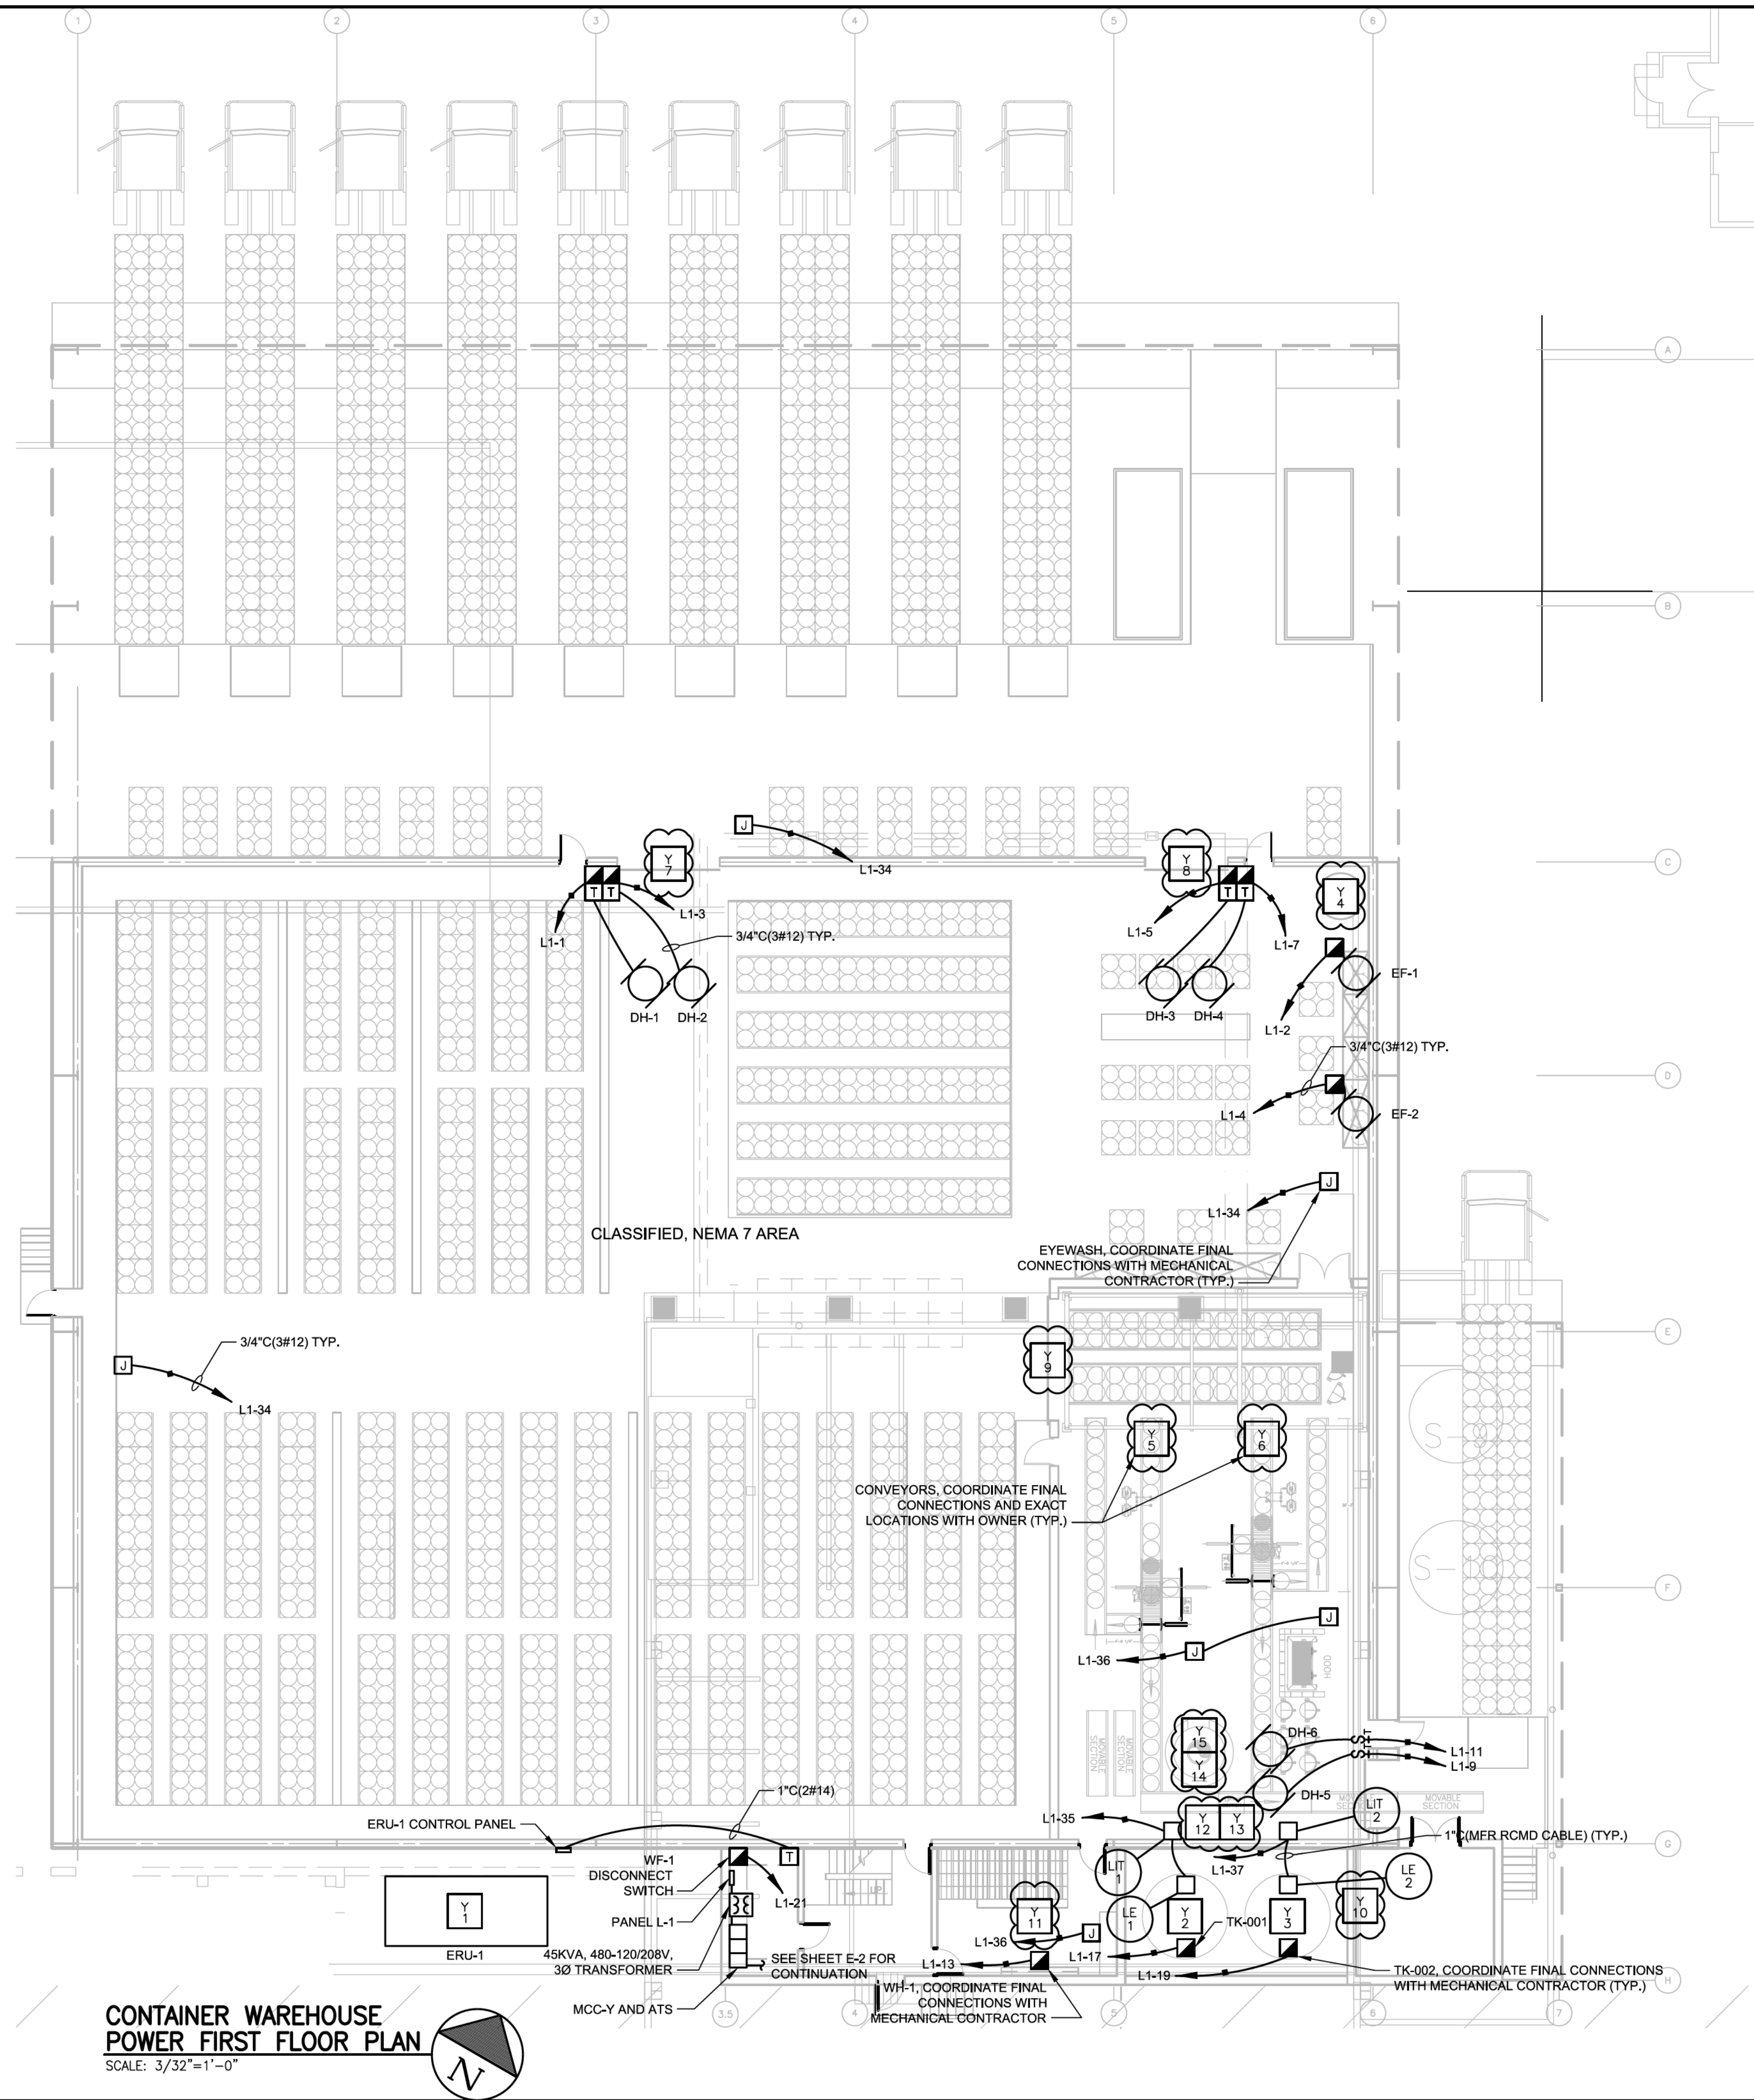 1
2
3
4
5
6
A
B
C
Y
7
J
L1-34
Y
8
Y
4
T T
L1-3
L1-1
3/4"C(3#12) TYP.
DH-1
DH-2
T T
L1-5
L1-7
DH-3
DH-4
EF-1
L1-2
3/4"C(3#12) TYP.
D
L1-4
EF-2
J
L1-34
CLASSIFIED, NEMA 7 AREA
EYEWASH, COORDINATE FINAL
CONNECTIONS WITH MECHANICAL
CONTRACTOR (TYP.)
E
3/4"C(3#12) TYP.
J
L1-34
Y
9
Y
5
Y
6
CONVEYORS, COORDINATE FINAL
CONNECTIONS AND EXACT
LOCATIONS WITH OWNER (TYP.)
F
J
J
L1-36
HOOD
MOVABLE
SECTION
MOVABLE
SECTION
Y
15
Y
14
DH-6
S T
S T
L1-11
L1-9
DH-5
MOVABLE
SECTION
MOVABLE
SECTION
LIT
2
1"C(2#14)
ERU-1 CONTROL PANEL
L1-35
Y
12
Y
13
G
1"C(MFR RCMD CABLE) (TYP.)
L1-37
WF-1
DISCONNECT
SWITCH
T
L1-21
UP
LIT
1
LE
2
Y
1
ERU-1
PANEL L-1
Y
11
LE
1
Y
2
Y
3
Y
10
TK-001
J
L1-36
L1-17
45KVA, 480-120/208V,
3Ø TRANSFORMER
SEE SHEET E-2 FOR
CONTINUATION
L1-13
L1-19
TK-002, COORDINATE FINAL CONNECTIONS
WITH MECHANICAL CONTRACTOR (TYP.)
H
MCC-Y AND ATS
WH-1, COORDINATE FINAL
CONNECTIONS WITH
MECHANICAL CONTRACTOR
3.5
4
5
6
7
CONTAINER WAREHOUSE
POWER FIRST FLOOR PLAN
SCALE: 3/32"=1'-0"
N